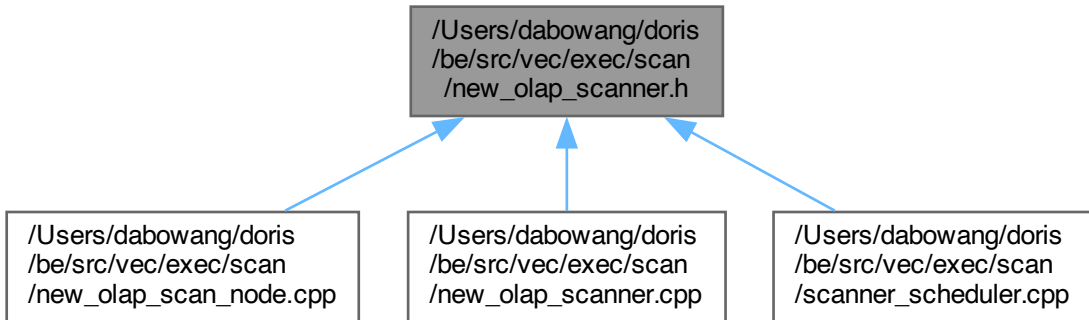 /Users/dabowang/doris
/be/src/vec/exec/scan
/new_olap_scanner.h
/Users/dabowang/doris
/be/src/vec/exec/scan
/new_olap_scan_node.cpp
/Users/dabowang/doris
/be/src/vec/exec/scan
/new_olap_scanner.cpp
/Users/dabowang/doris
/be/src/vec/exec/scan
/scanner_scheduler.cpp